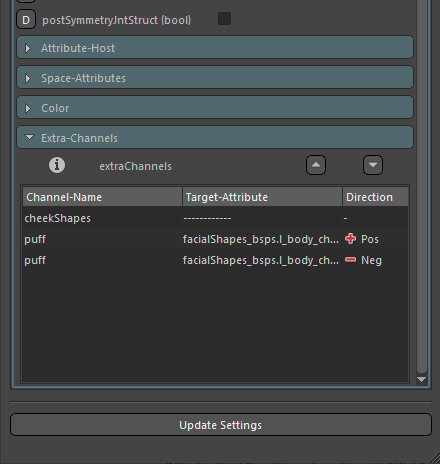 D postSymmetryJntStruct (bool)
Attribute-Host
Space-Attributes
Color
Extra-Channels
i extraChannels
Channel-Name Target-Attribute Direction
cheekShapes ------------ -
puff facialShapes_bsps.l_body_ch... Pos
puff facialShapes_bsps.l_body_ch... Neg
Update Settings